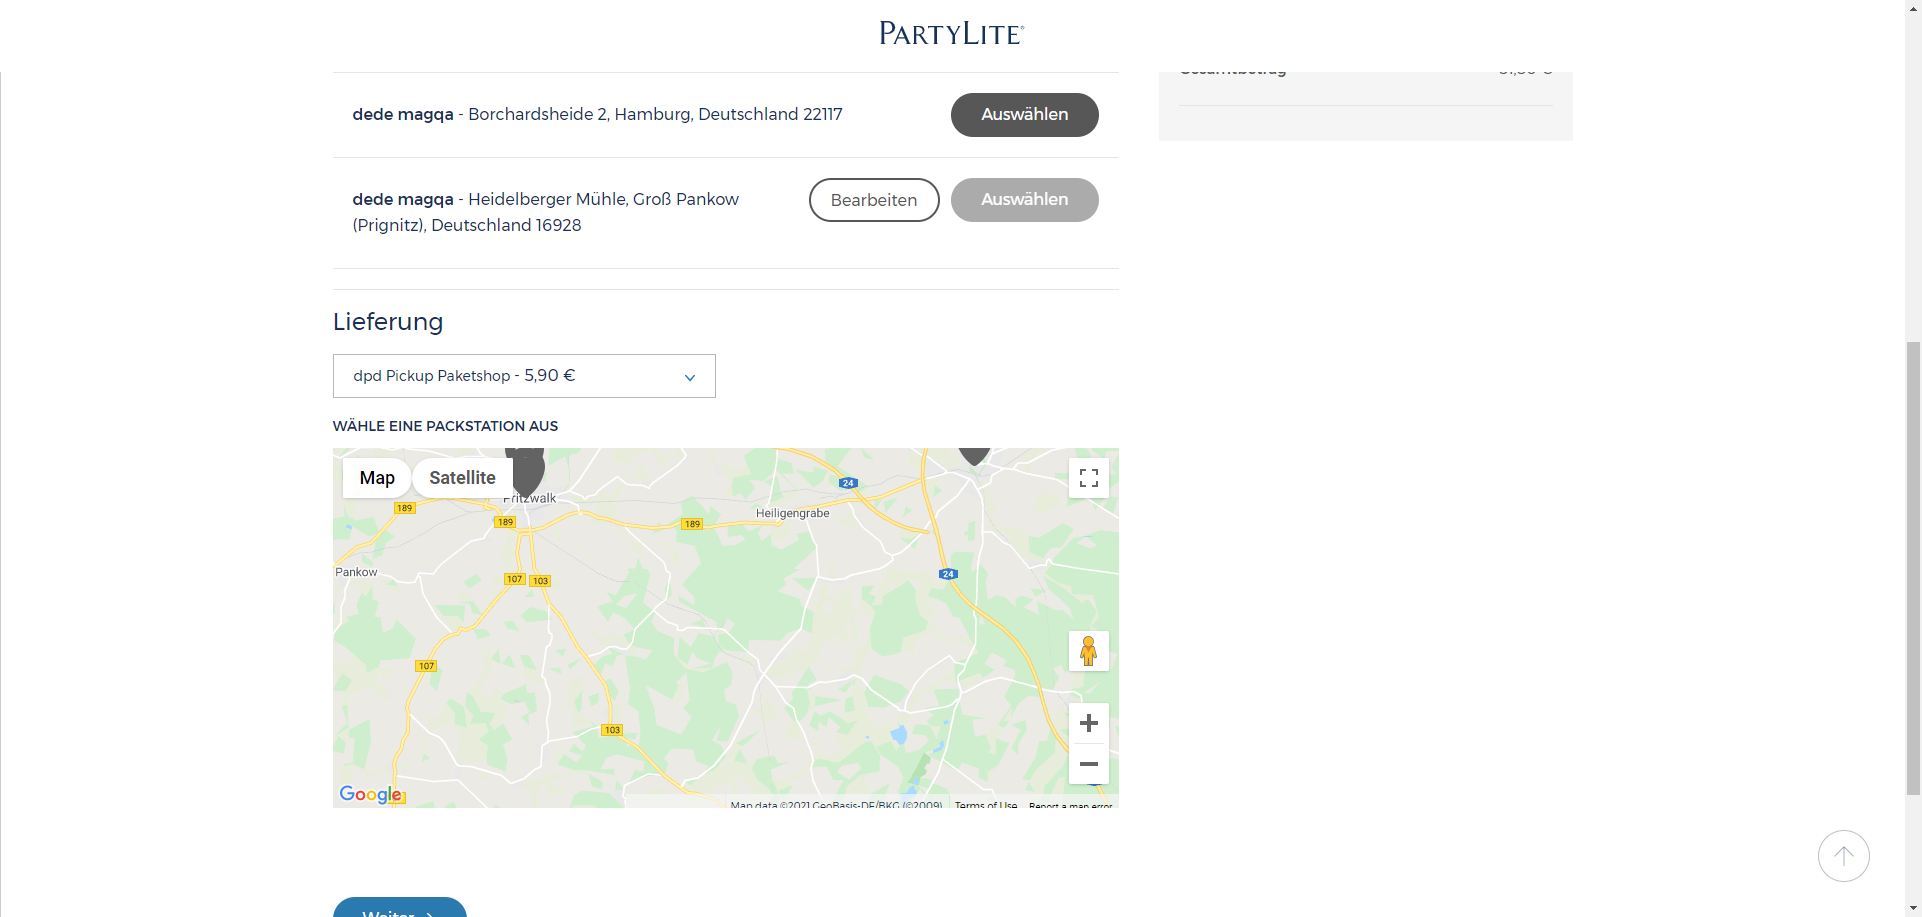 PARTYLITE®
Gesamtbetrag
dede magqa - Borchardsheide 2, Hamburg, Deutschland 22117
Auswählen
dede magqa - Heidelberger Mühle, Groß Pankow
(Prignitz), Deutschland 16928
Bearbeiten
Auswählen
Lieferung
dpd Pickup Paketshop - 5,90 €
WÄHLE EINE PACKSTATION AUS
Map
Satellite
24
Pritzwalk
189
Heiligengrabe
189
189
Pankow
24
107
103
107
103
Google
Map data ©2021 GeoBasis-DE/BKG (©2009)
Terms of Use
Report a map error
Weiter